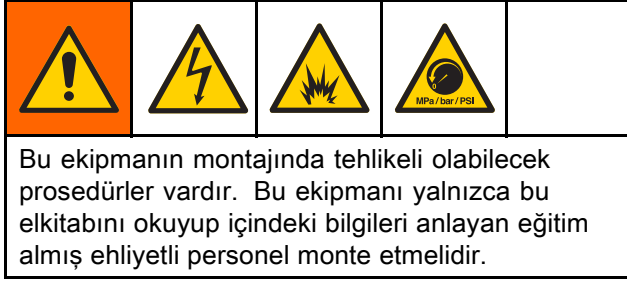 MPa/bar/PSI
Bu ekipmanın montajında tehlikeli olabilecek
prosedürler vardır. Bu ekipmanı yalnızca bu
elkitabını okuyup içindeki bilgileri anlayan eğitim
almış ehliyetli personel monte etmelidir.